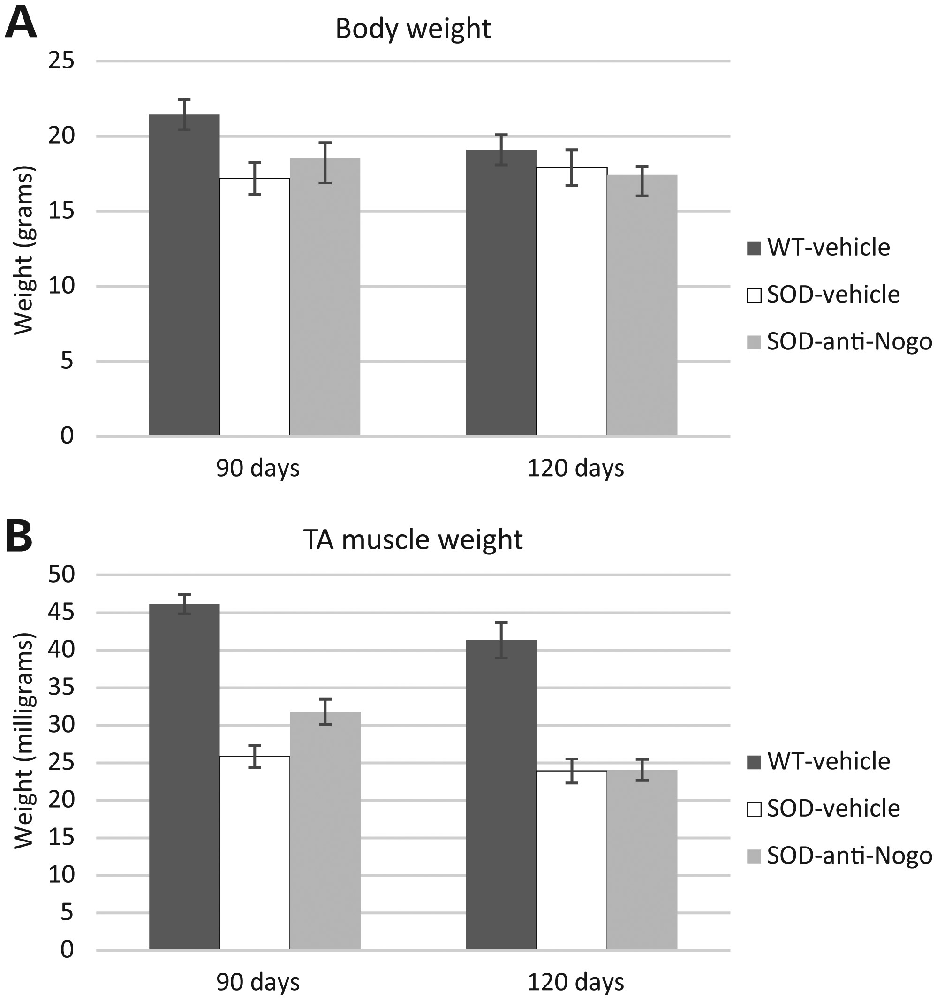 A
Body weight
25
20
15
10
5
0
Weight (grams)
90 days
120 days
WT-vehicle
SOD-vehicle
SOD-anti-Nogo
B
TA muscle weight
50
45
40
35
30
25
20
15
10
5
0
Weight (milligrams)
90 days
120 days
WT-vehicle
SOD-vehicle
SOD-anti-Nogo